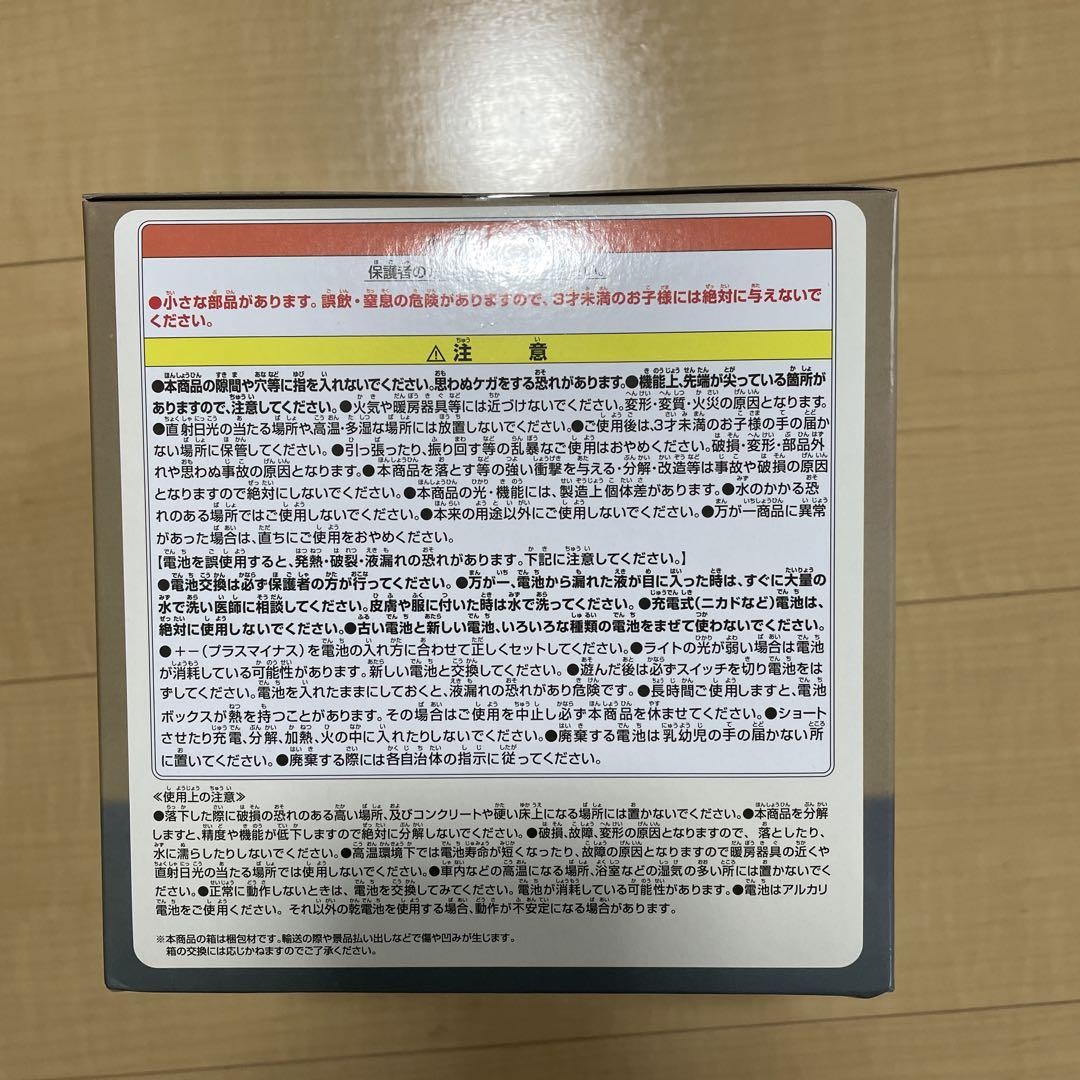 保護者の
●小さな部品があります。誤飲・窒息の危険がありますので、3才未満のお子様には絶対に与えないで
ください。
⚠注 意
●本商品の隙間や穴等に指を入れないでください。思わぬケガをする恐れがあります。●機能上、先端が尖っている箇所が
ありますので、注意してください。●火気や暖房器具等には近づけないでください。変形・変質・火災の原因となります。
●直射日光の当たる場所や、高温・多湿な場所には放置しないでください。●ご使用後は、3才未満のお子様の手の届か
ない場所に保管してください。●引っ張ったり、振り回す等の乱暴なご使用はおやめください。破損・変形・部品外
れや思わぬ事故の原因となります。●本商品を落とす等の強い衝撃を与える・分解・改造等は事故や破損の原因
となりますので絶対にしないでください。●本商品の光・機能には、製造上個体差があります。●水のかかる恐
れのある場所ではご使用しないでください。●本来の用途以外にご使用しないでください。●万が一商品に異常
があった場合は、直ちにご使用をおやめください。
【電池を誤使用すると、発熱・破裂・液漏れの恐れがあります。下記に注意してください。】
●電池交換は必ず保護者の方が行ってください。●万が一、電池から漏れた液が目に入った時は、すぐに大量の
水で洗い医師に相談してください。皮膚や服に付いた時は水で洗ってください。●充電式(ニカドなど)電池は、
絶対に使用しないでください。●古い電池と新しい電池、いろいろな種類の電池をまぜて使わないでください。
●＋－(プラスマイナス)を電池の入れ方に合わせて正しくセットしてください。●ライトの光が弱い場合は電池
が消耗している可能性があります。新しい電池と交換してください。●遊んだ後は必ずスイッチを切り電池をは
ずしてください。電池を入れたままにしておくと、液漏れの恐れがあり危険です。●長時間ご使用しますと、電池
ボックスが熱を持つことがあります。その場合はご使用を中止し必ず本商品を休ませてください。●ショート
させたり充電、分解、加熱、火の中に入れたりしないでください。●廃棄する電池は乳幼児の手の届かない所
に置いてください。●廃棄する際には各自治体の指示に従ってください。
≪使用上の注意≫
●落下した際に破損の恐れのある高い場所、及びコンクリートや硬い床上になる場所には置かないでください。●本商品を分解
しますと、精度や機能が低下しますので絶対に分解しないでください。●破損、故障、変形の原因となりますので、落としたり、
水に濡らしたりしないでください。●高温環境下では電池寿命が短くなったり、故障の原因となりますので暖房器具の近くや
直射日光の当たる場所では使用しないでください。●車内などの高温になる場所、浴室などの湿気の多い所には置かないでく
ださい。●正常に動作しないときは、電池を交換してみてください。電池が消耗している可能性があります。●電池はアルカリ
電池をご使用ください。それ以外の乾電池を使用する場合、動作が不安定になる場合があります。
※本商品の箱は梱包材です。輸送の際や景品払い出しなどで傷や凹みが生じます。
箱の交換には応じかねますのでご了承ください。